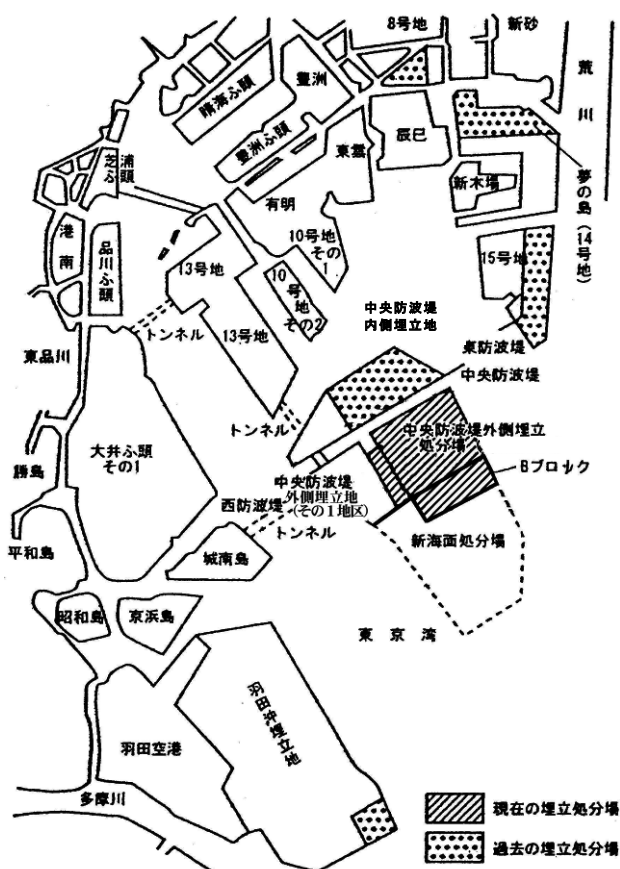 8号地
新砂
荒川
豊洲
晴海ふ頭
豊洲ふ頭
辰巳
東雲
芝浦ふ頭
新木場
夢の島(14号地)
有明
10号地その1
港南
品川ふ頭
13号地
10号地その2
15号地
中央防波堤
内側埋立地
トンネル
13号地
東防波堤
東品川
中央防波堤
トンネル
中央防波堤外側埋立
処分場
大井ふ頭
その1
Bブロック
勝島
中央防波堤
外側埋立地
(その1地区)
西防波堤
トンネル
新海面処分場
平和島
城南島
昭和島
京浜島
東京湾
羽田沖埋立地
羽田空港
多摩川
現在の埋立処分場
過去の埋立処分場